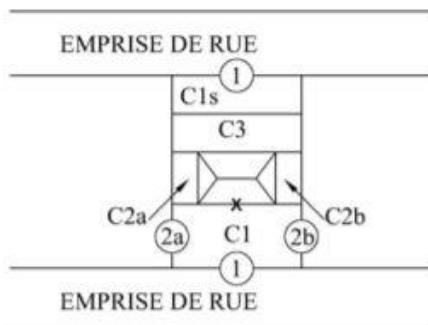 EMPRISE DE RUE
1
C1s
C3
C2a C2b
x
2a C1 2b
1
EMPRISE DE RUE